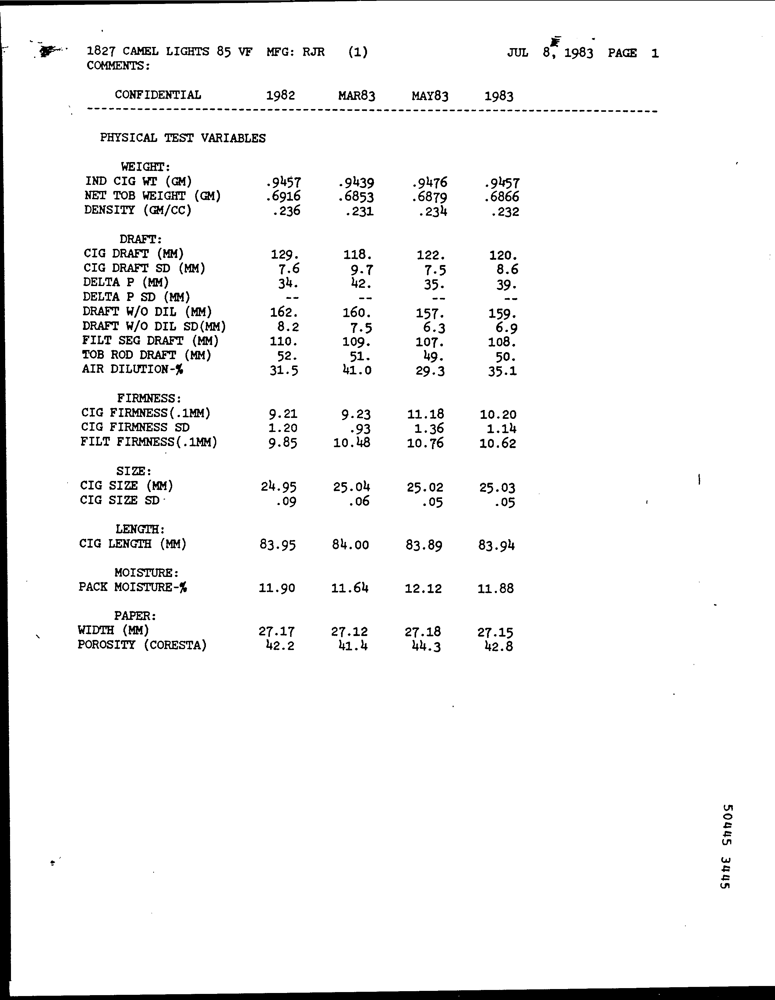 1827 CAMEL LIGHTS 85 VF MFG: RJR (1) JUL 8, 1983 PAGE 1
COMMENTS:
CONFIDENTIAL 1982 MAR83 MAY83 1983
PHYSICAL TEST VARIABLES
WEIGHT:
IND CIG WT (GM) .9457 .9439 .9476 .9457
NET TOB WEIGHT (GM) .6916 .6853 .6879 .6866
DENSITY (GM/CC) .236 .231 .234 .232
DRAFT:
CIG DRAFT (MM) 129. 118. 122. 120.
CIG DRAFT SD (MM) 7.6 9.7 7.5 8.6
DELTA P (MM) 34. 42. 35. 39.
DELTA P SD (MM) -- -- -- --
DRAFT W/O DIL (MM) 162. 160. 157. 159.
DRAFT W/O DIL SD(MM) 8.2 7.5 6.3 6.9
FILT SEG DRAFT (MM) 110. 109. 107. 108.
TOB ROD DRAFT (MM) 52. 51. 49. 50.
AIR DILUTION-% 31.5 41.0 29.3 35.1
FIRMNESS:
CIG FIRMNESS(.1MM) 9.21 9.23 11.18 10.20
CIG FIRMNESS SD 1.20 .93 1.36 1.14
FILT FIRMNESS(.1MM) 9.85 10.48 10.76 10.62
SIZE:
CIG SIZE (MM) 24.95 25.04 25.02 25.03
CIG SIZE SD .09 .06 .05 .05
LENGTH:
CIG LENGTH (MM) 83.95 84.00 83.89 83.94
MOISTURE:
PACK MOISTURE-% 11.90 11.64 12.12 11.88
PAPER:
WIDTH (MM) 27.17 27.12 27.18 27.15
POROSITY (CORESTA) 42.2 41.4 44.3 42.8
50445 3445